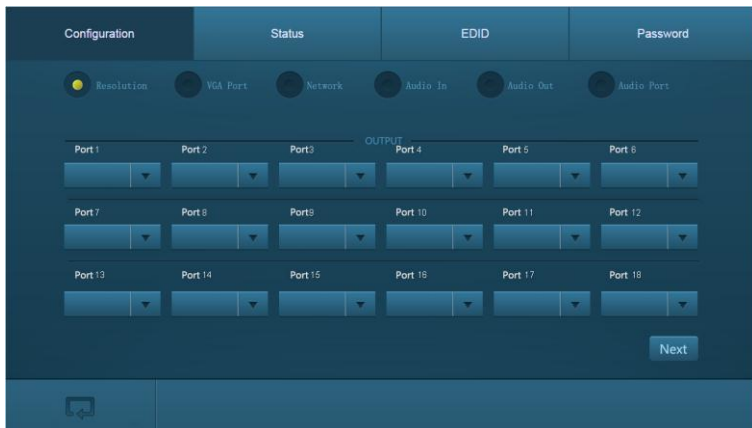 Configuration Status EDID Password
Resolution VGA Port Network Audio In Audio Out Audio Port
OUTPUT
Port 1 Port 2 Port3 Port 4 Port 5 Port 6
Port 7 Port 8 Port9 Port 10 Port 11 Port 12
Port 13 Port 14 Port 15 Port 16 Port 17 Port 18
Next